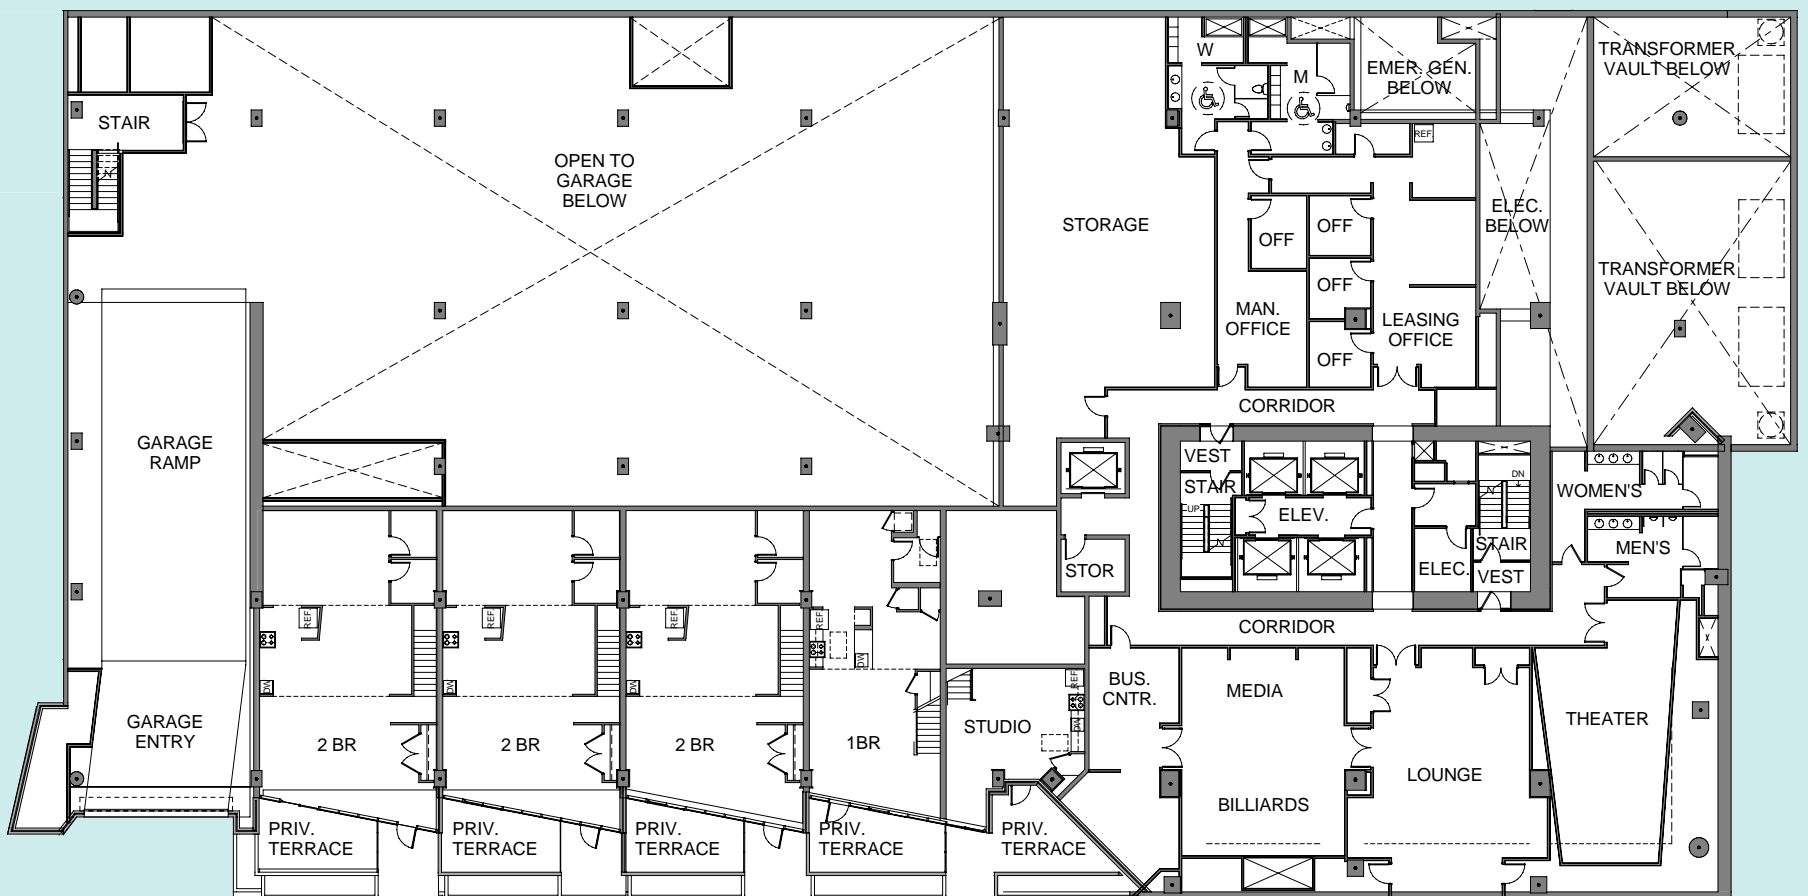 W
M
EMER. GEN.
BELOW
TRANSFORMER
VAULT BELOW
STAIR
REF.
N
OPEN TO
GARAGE
BELOW
STORAGE
OFF
OFF
ELEC.
BELOW
TRANSFORMER
VAULT BELOW
OFF
MAN.
OFFICE
LEASING
OFFICE
OFF
CORRIDOR
GARAGE
RAMP
VEST
STAIR
UP
N
ELEV.
DN
N
STAIR
WOMEN'S
MEN'S
STOR
ELEC.
VEST
REF
REF
REF
REF
CORRIDOR
DW
DW
DW
DW
REF
DW
BUS.
CNTR.
MEDIA
GARAGE
ENTRY
2 BR
2 BR
2 BR
1BR
STUDIO
THEATER
LOUNGE
BILLIARDS
PRIV.
TERRACE
PRIV.
TERRACE
PRIV.
TERRACE
PRIV.
TERRACE
PRIV.
TERRACE